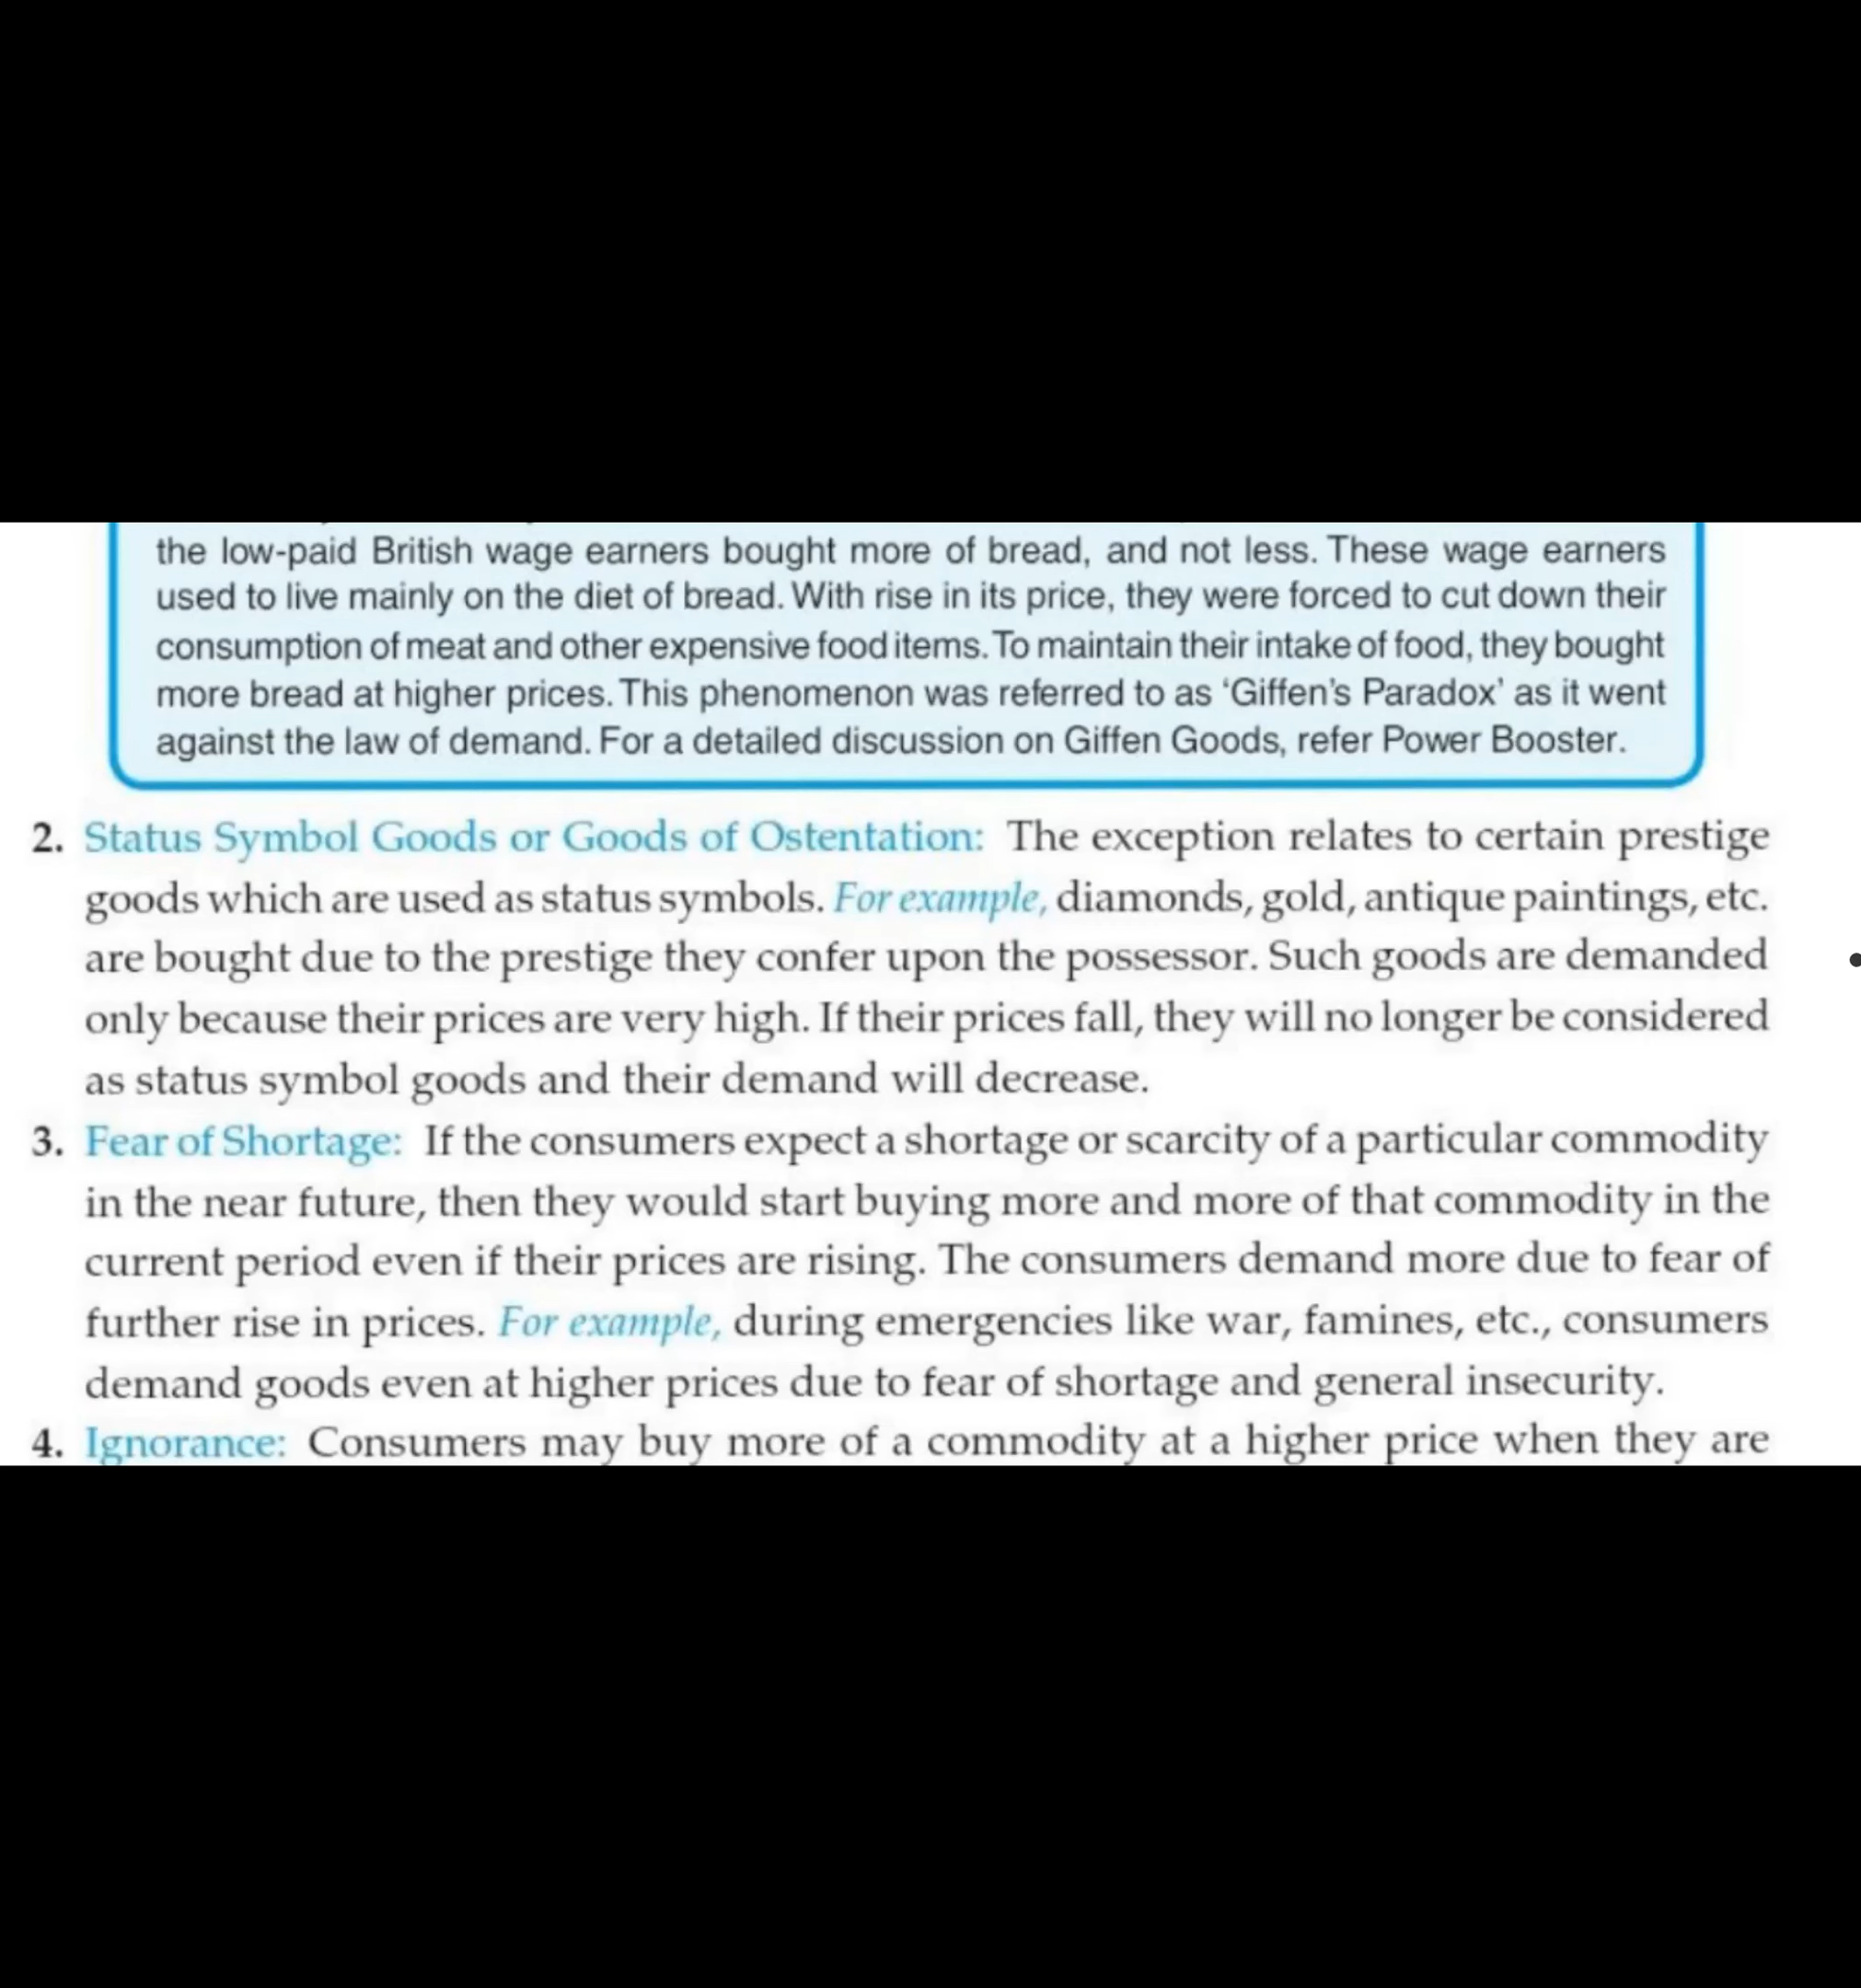 the low-paid British wage earners bought more of bread, and not less. These wage earners
used to live mainly on the diet of bread. With rise in its price, they were forced to cut down their
consumption of meat and other expensive food items. To maintain their intake of food, they bought
more bread at higher prices. This phenomenon was referred to as ‘Giffen’s Paradox’ as it went
against the law of demand. For a detailed discussion on Giffen Goods, refer Power Booster.
2. Status Symbol Goods or Goods of Ostentation: The exception relates to certain prestige
goods which are used as status symbols. For example, diamonds, gold, antique paintings, etc.
are bought due to the prestige they confer upon the possessor. Such goods are demanded
only because their prices are very high. If their prices fall, they will no longer be considered
as status symbol goods and their demand will decrease.
3. Fear of Shortage: If the consumers expect a shortage or scarcity of a particular commodity
in the near future, then they would start buying more and more of that commodity in the
current period even if their prices are rising. The consumers demand more due to fear of
further rise in prices. For example, during emergencies like war, famines, etc., consumers
demand goods even at higher prices due to fear of shortage and general insecurity.
4. Ignorance: Consumers may buy more of a commodity at a higher price when they are